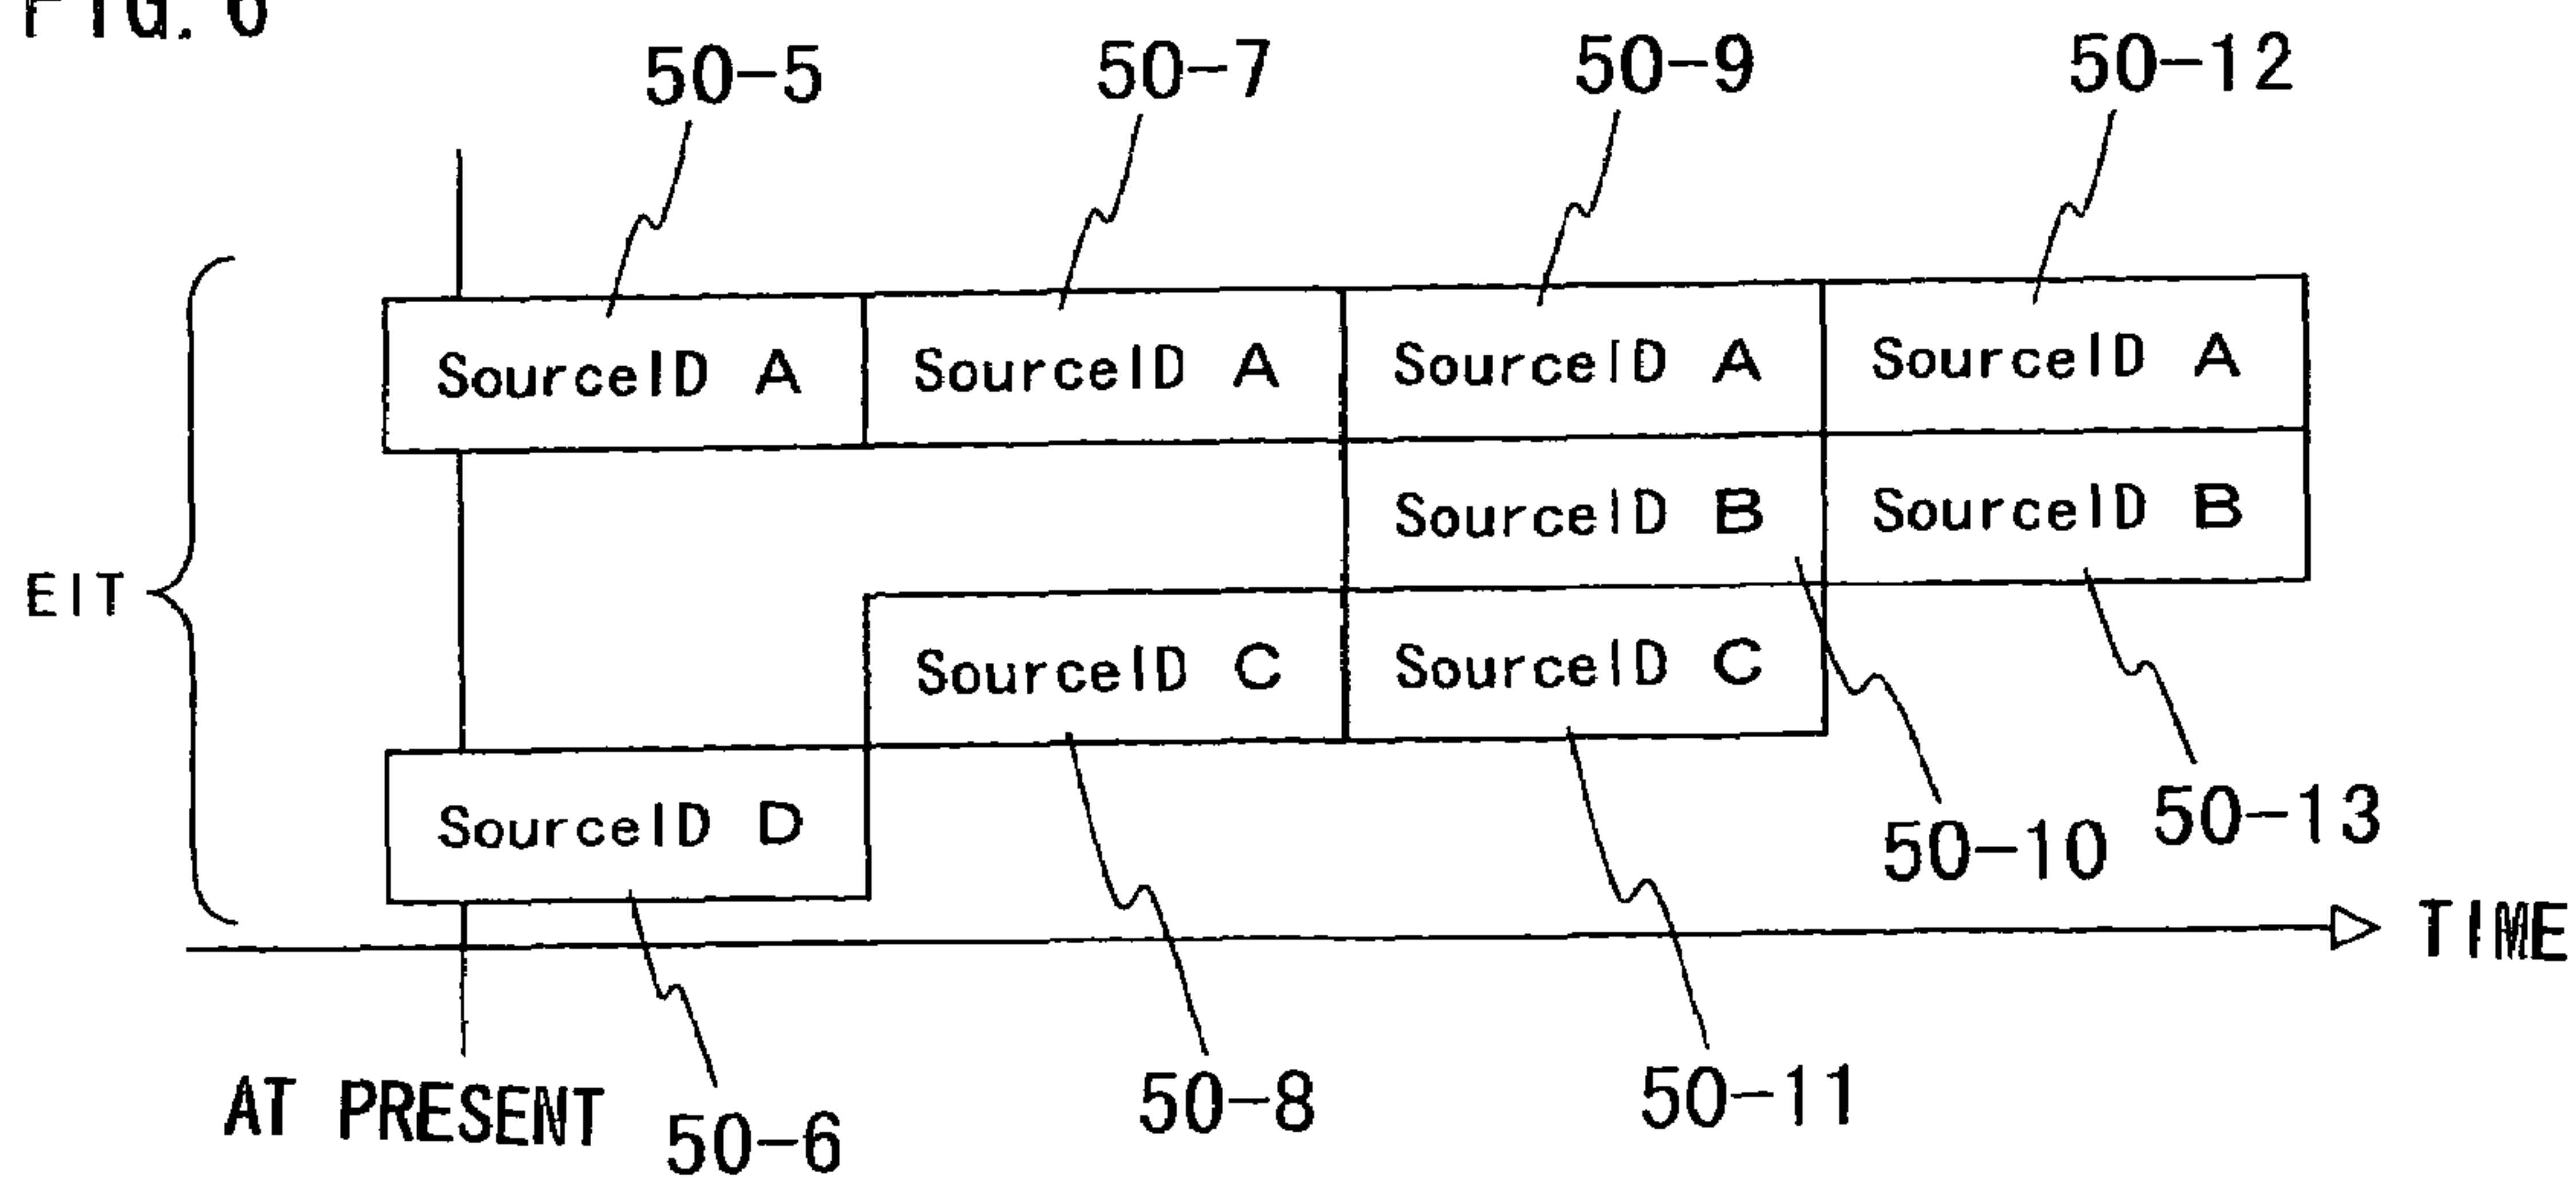 FIG. 6
50-5 50-7 50-9 50-12
SourceID A SourceID A SourceID A SourceID A
SourceID B SourceID B
EIT
SourceID C SourceID C
SourceID D
50-13
50-10
TIME
50-8 50-11
AT PRESENT 50-6